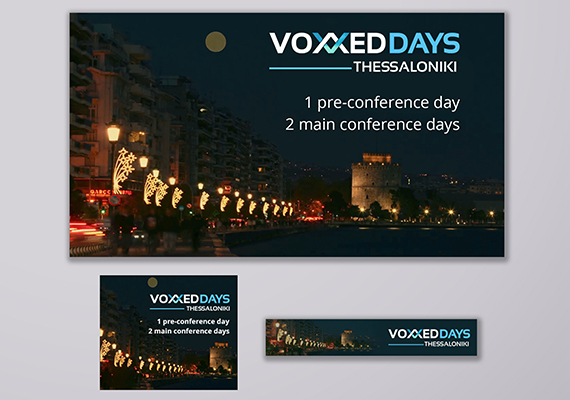 VOXXEDDAYS
THESSALONIKI
1 pre-conference day
2 main conference days
VOXXEDDAYS
THESSALONIKI
1 pre-conference day
2 main conference days
VOXXEDDAYS
THESSALONIKI